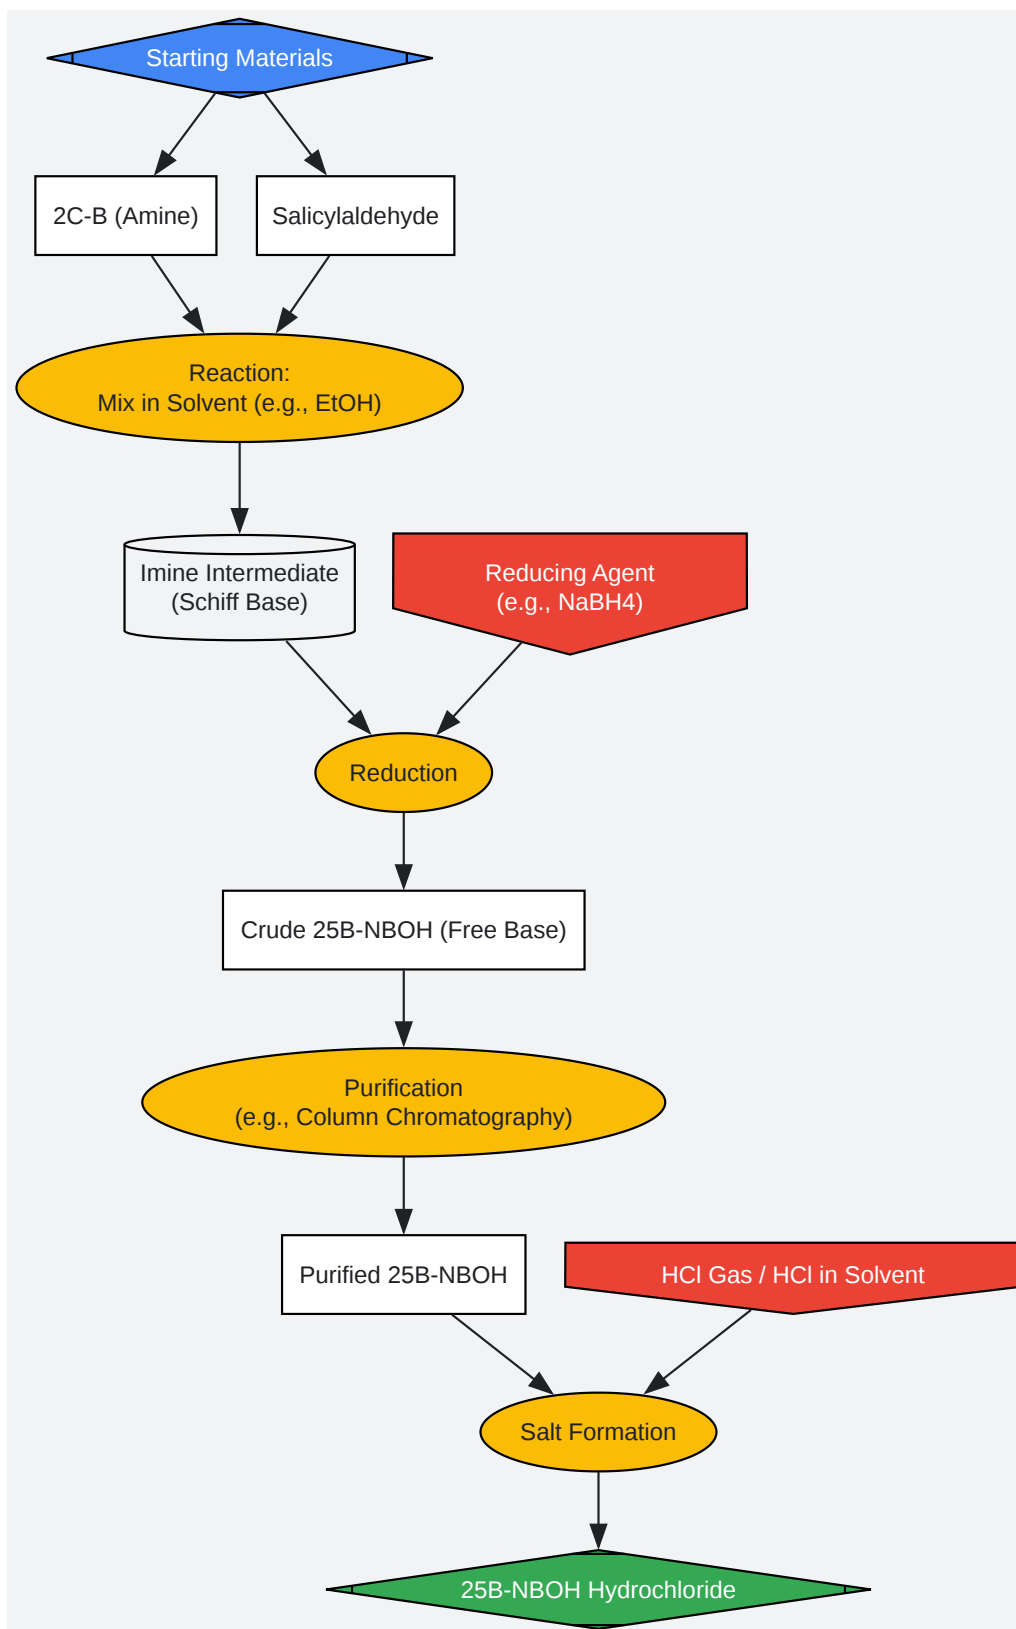 Starting Materials
2C-B (Amine)
Salicylaldehyde
Reaction:
Mix in Solvent (e.g., EtOH)
Imine Intermediate
(Schiff Base)
Reducing Agent
(e.g., NaBH4)
Reduction
Crude 25B-NBOH (Free Base)
Purification
(e.g., Column Chromatography)
Purified 25B-NBOH
HCl Gas / HCl in Solvent
Salt Formation
25B-NBOH Hydrochloride